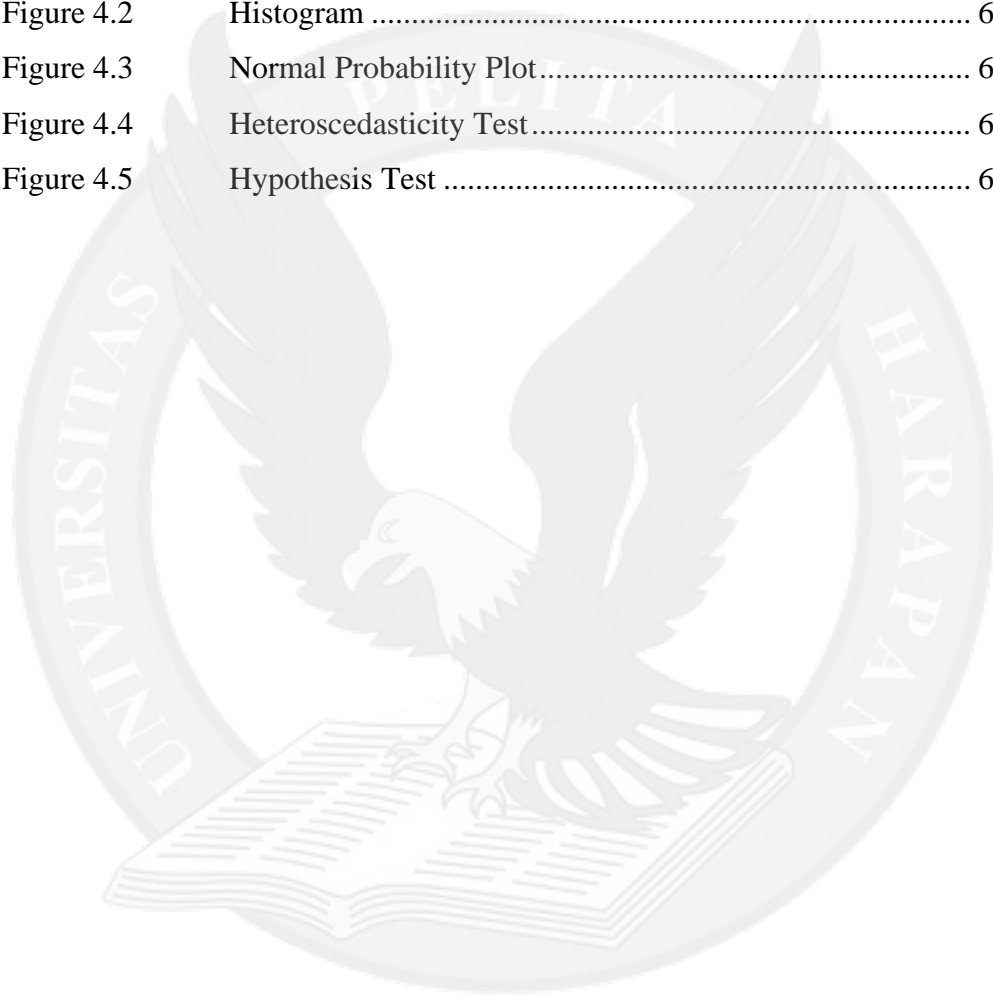 Figure 4.2 Histogram ........................................................................... 6
Figure 4.3 Normal Probability Plot ...................................................... 6
Figure 4.4 Heteroscedasticity Test ....................................................... 6
Figure 4.5 Hypothesis Test .................................................................. 6
UNIVERSITAS PELITA HARAPAN